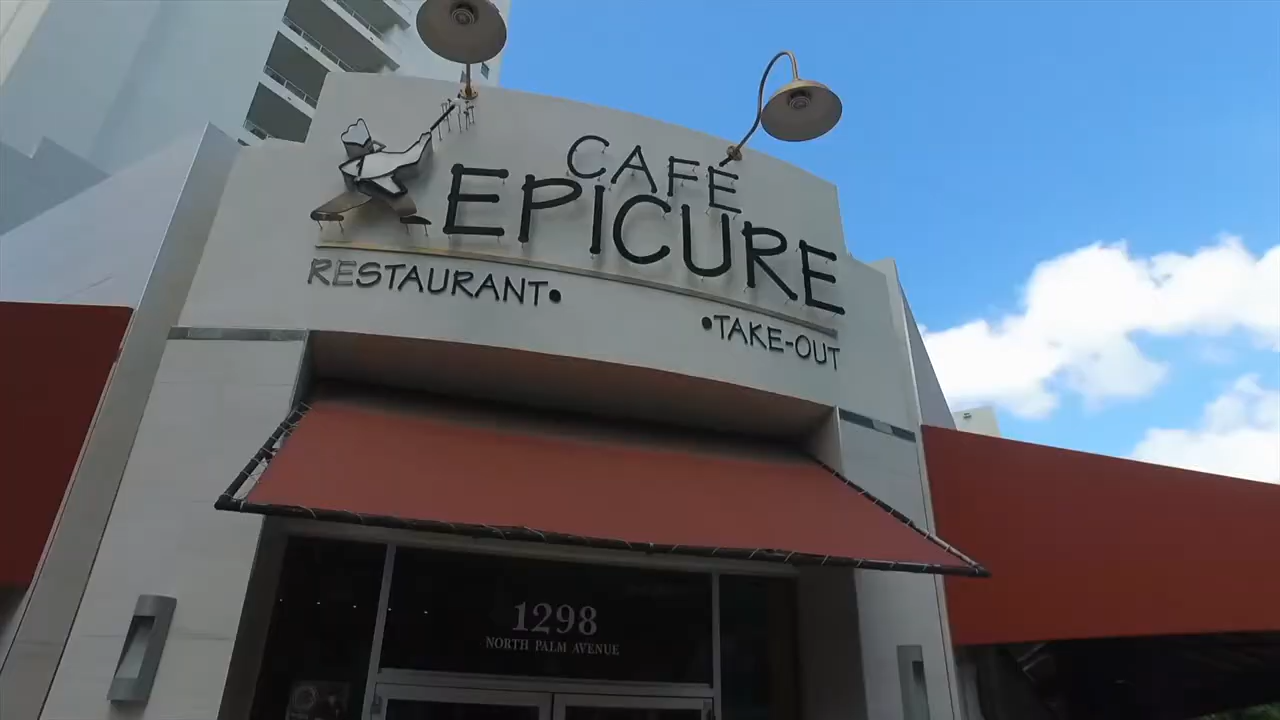 CAFÉ
EPICURE
RESTAURANT•
•TAKE-OUT
1298
NORTH PALM AVENUE